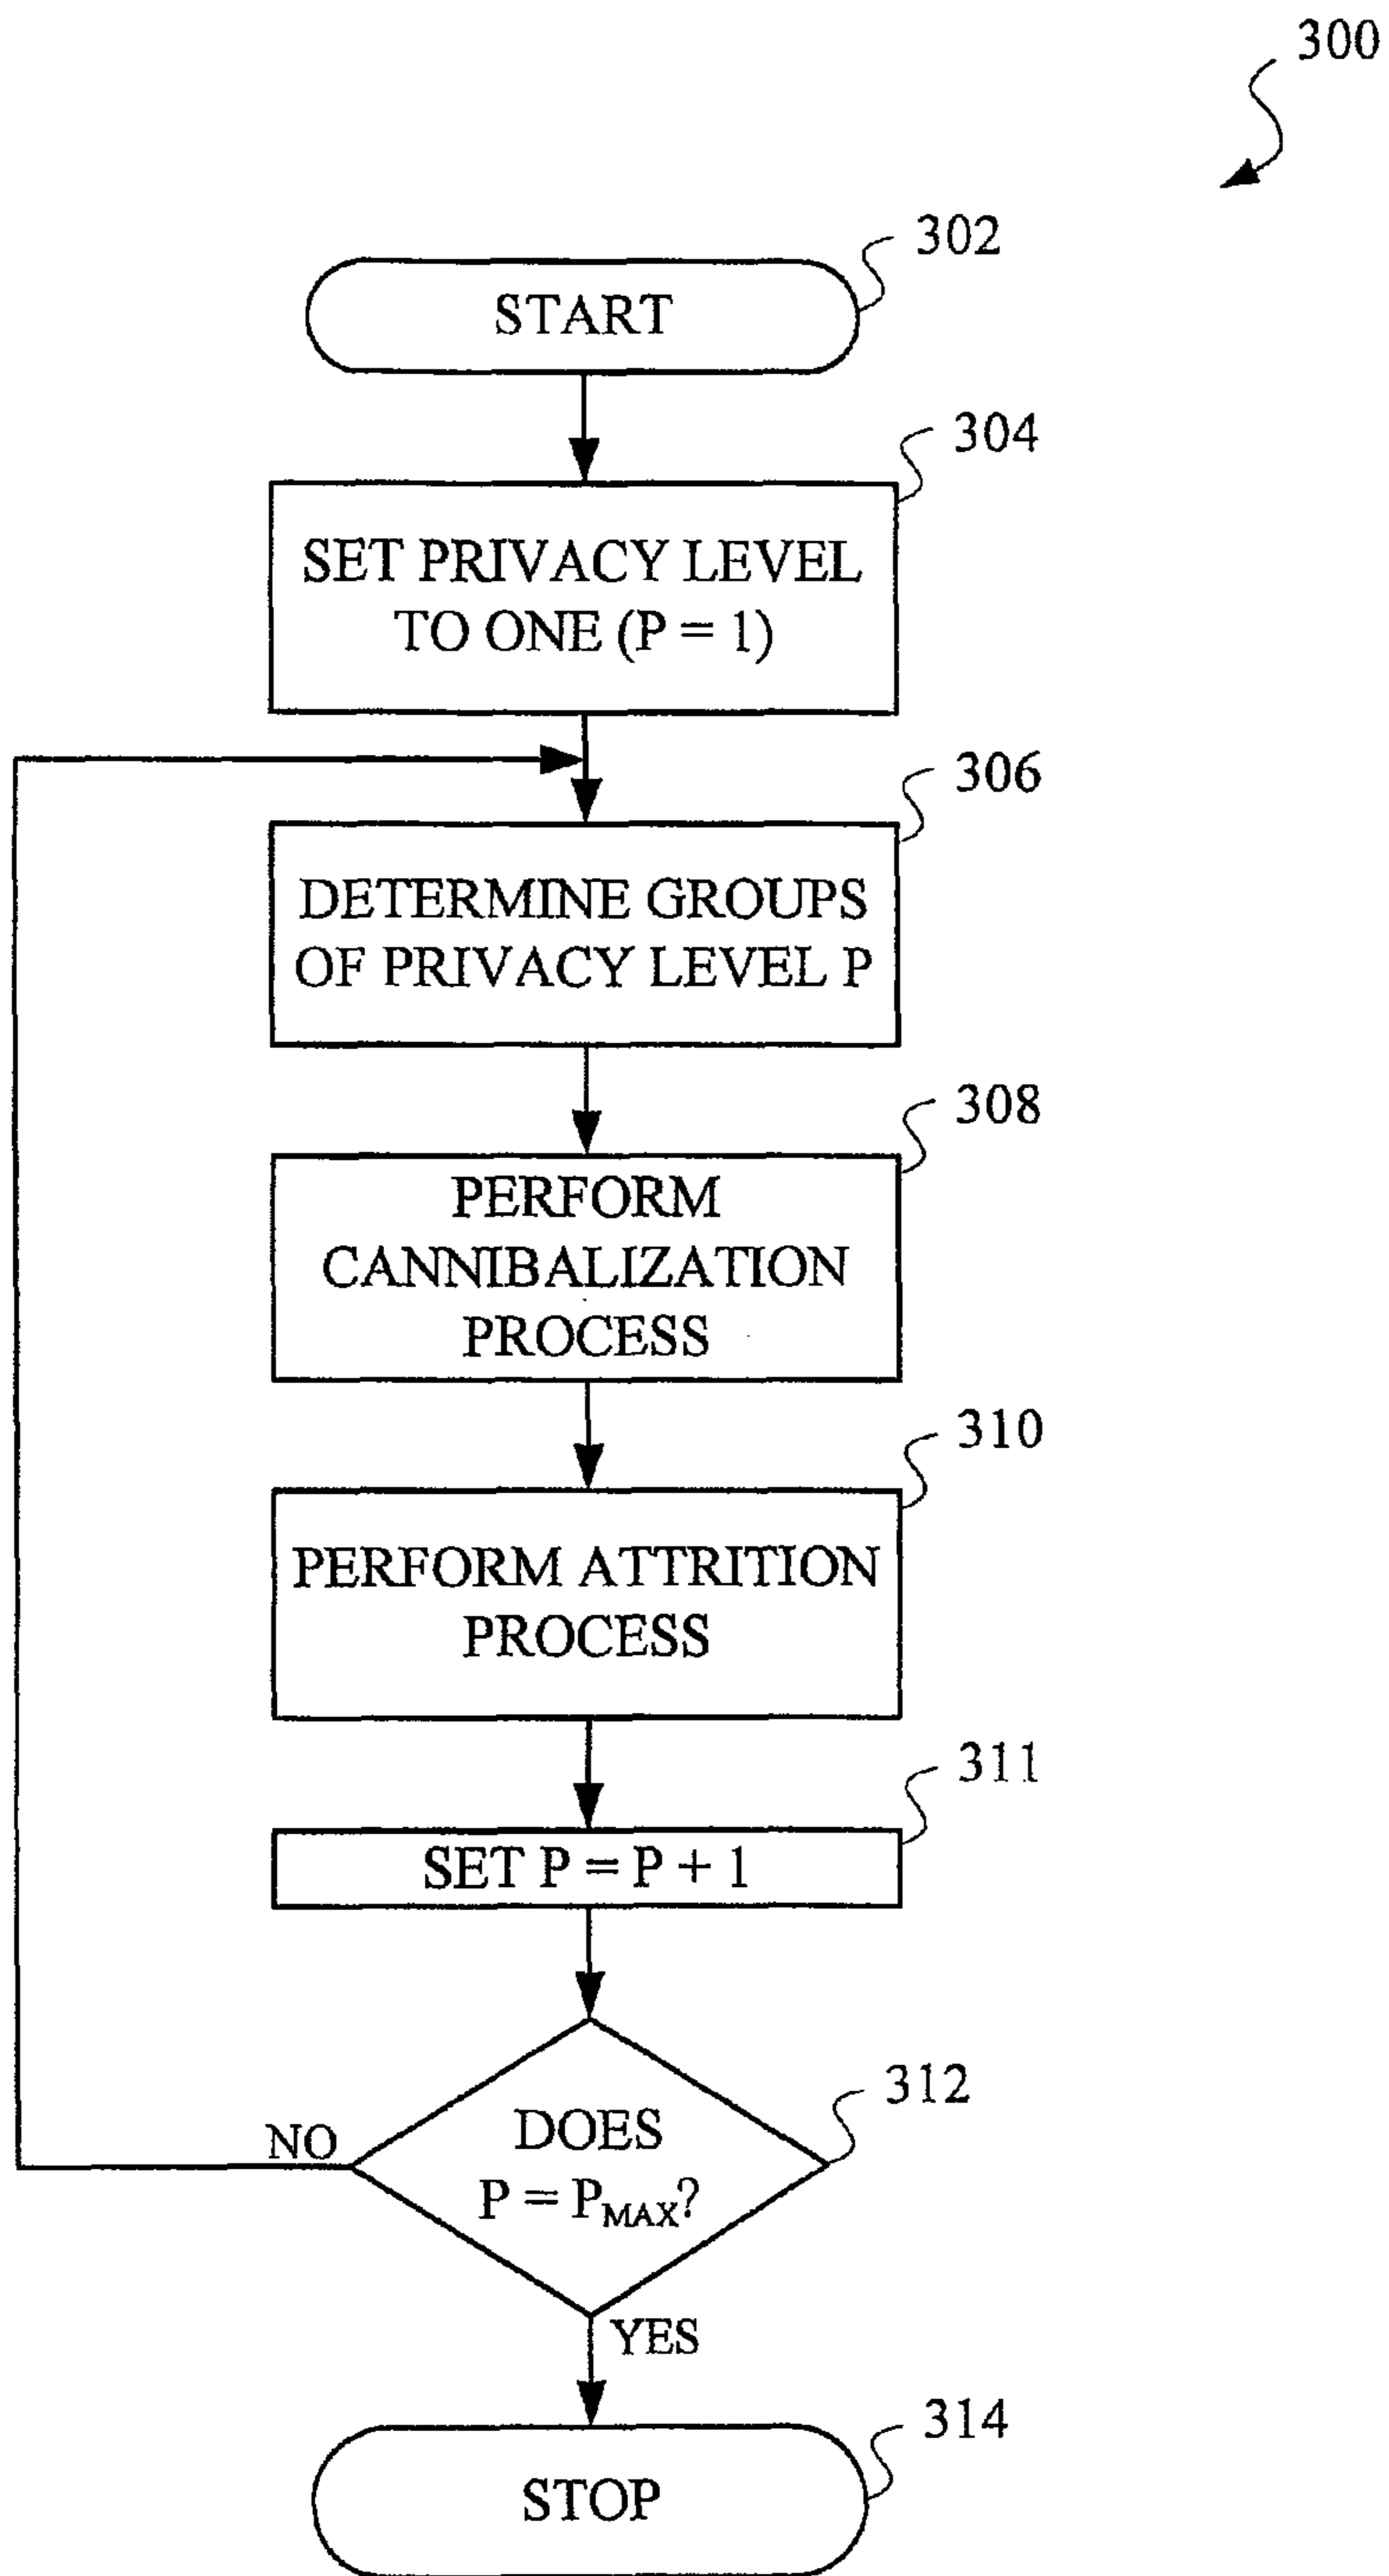 300
302
START
304
SET PRIVACY LEVEL
TO ONE (P = 1)
306
DETERMINE GROUPS
OF PRIVACY LEVEL P
308
PERFORM
CANNIBALIZATION
PROCESS
310
PERFORM ATTRITION
PROCESS
311
SET P = P + 1
312
DOES
P = PMAX?
NO
YES
314
STOP